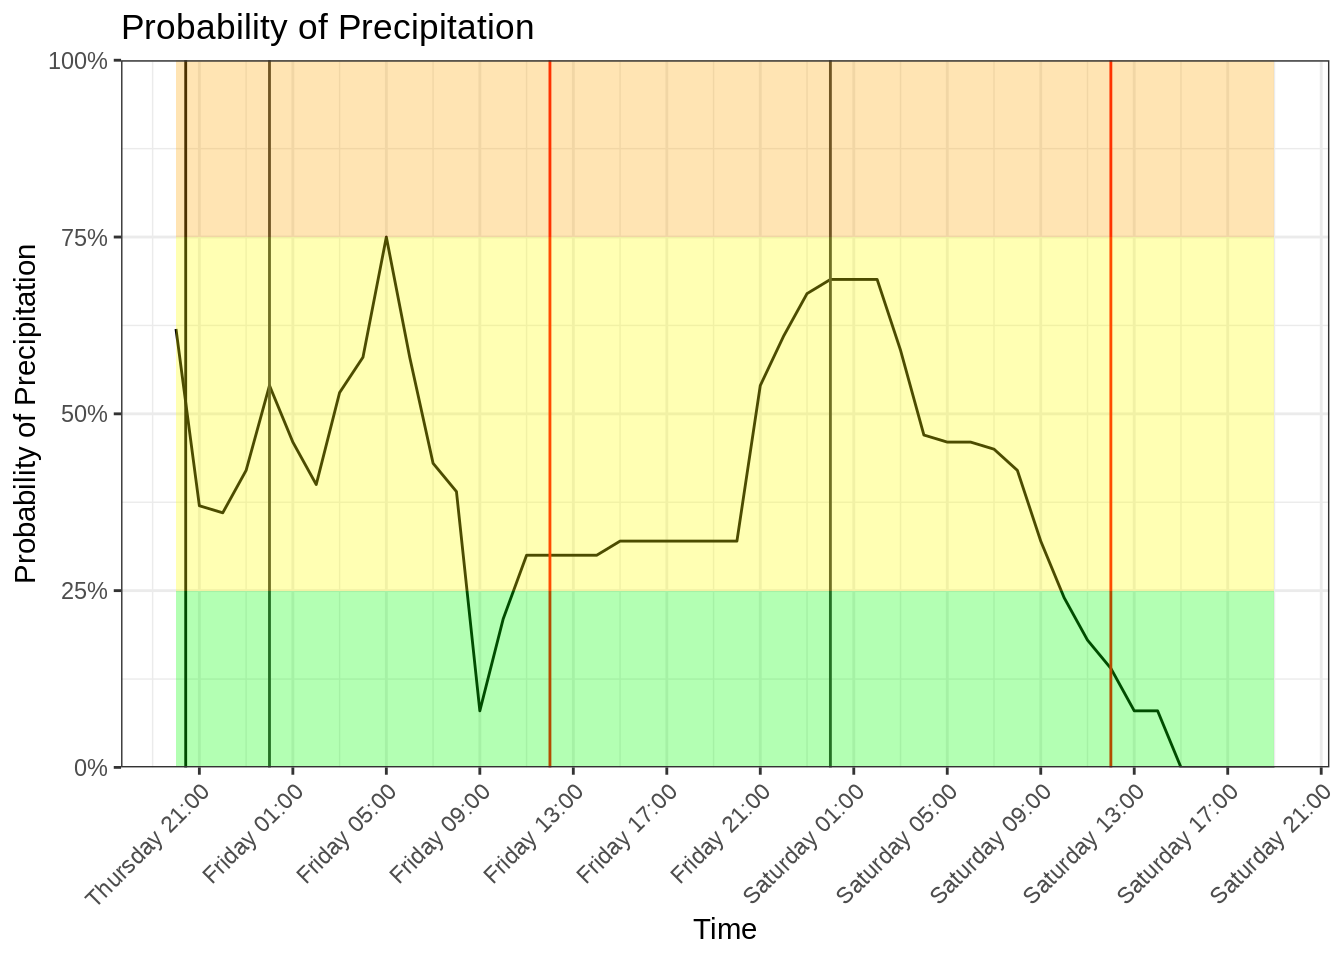 Probability of Precipitation
Probability of Precipitation
100%
75%
50%
25%
0%
Thursday 21:00
Friday 01:00
Friday 05:00
Friday 09:00
Friday 13:00
Friday 17:00
Friday 21:00
Saturday 01:00
Saturday 05:00
Saturday 09:00
Saturday 13:00
Saturday 17:00
Saturday 21:00
Time